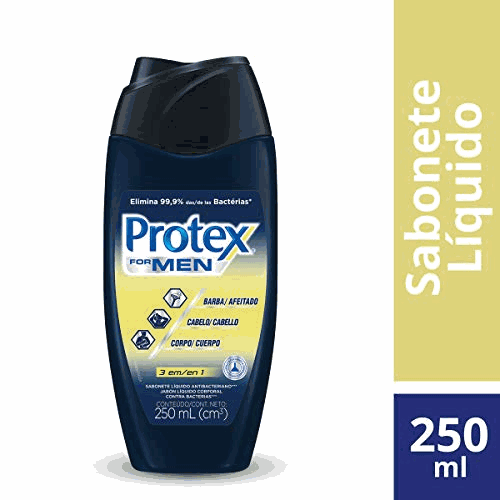 Elimina 99,9% das/de las Bactérias*
Protex
FOR MEN
BARBA/ AFEITADO
CABELO/ CABELLO
CORPO/ CUERPO
3 em/en 1
SABONETE LÍQUIDO ANTIBACTERIANO***
JABÓN LÍQUIDO CORPORAL
CONTRA BACTERIAS***
CONTEÚDO/CONT. NETO:
250 mL (cm³)
Sabonete
Líquido
250
ml